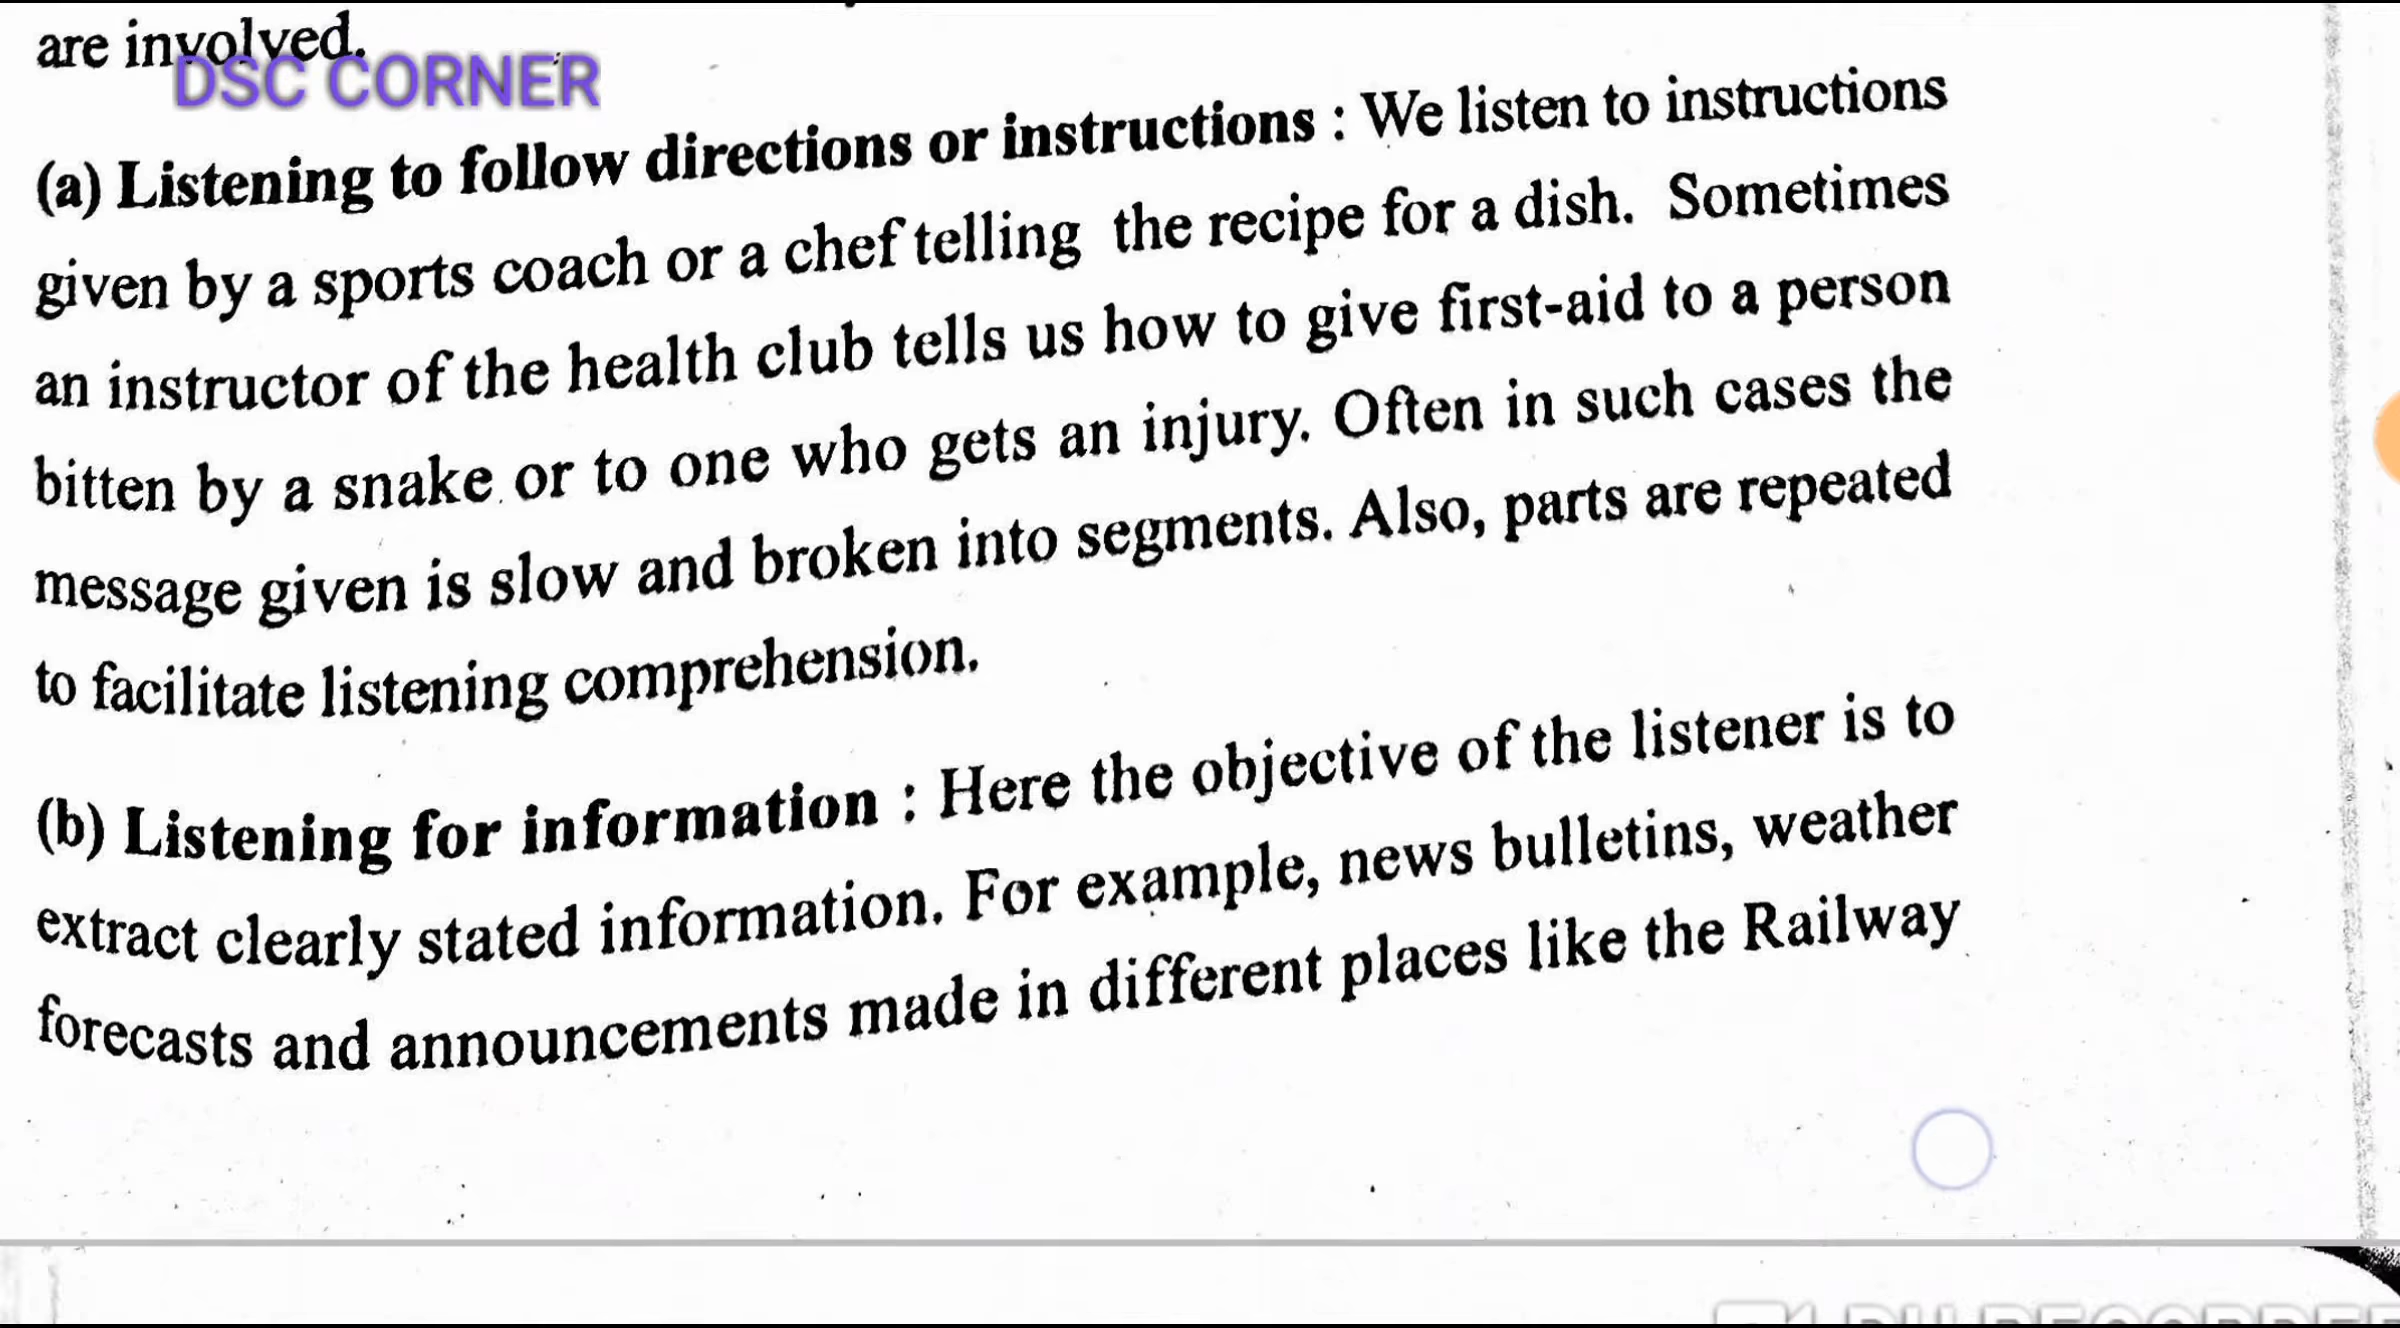 are involved.
DSC CORNER
(a) Listening to follow directions or instructions : We listen to instructions
given by a sports coach or a chef telling the recipe for a dish. Sometimes
an instructor of the health club tells us how to give first-aid to a person
bitten by a snake or to one who gets an injury. Often in such cases the
message given is slow and broken into segments. Also, parts are repeated
to facilitate listening comprehension.
(b) Listening for information : Here the objective of the listener is to
extract clearly stated information. For example, news bulletins, weather
forecasts and announcements made in different places like the Railway